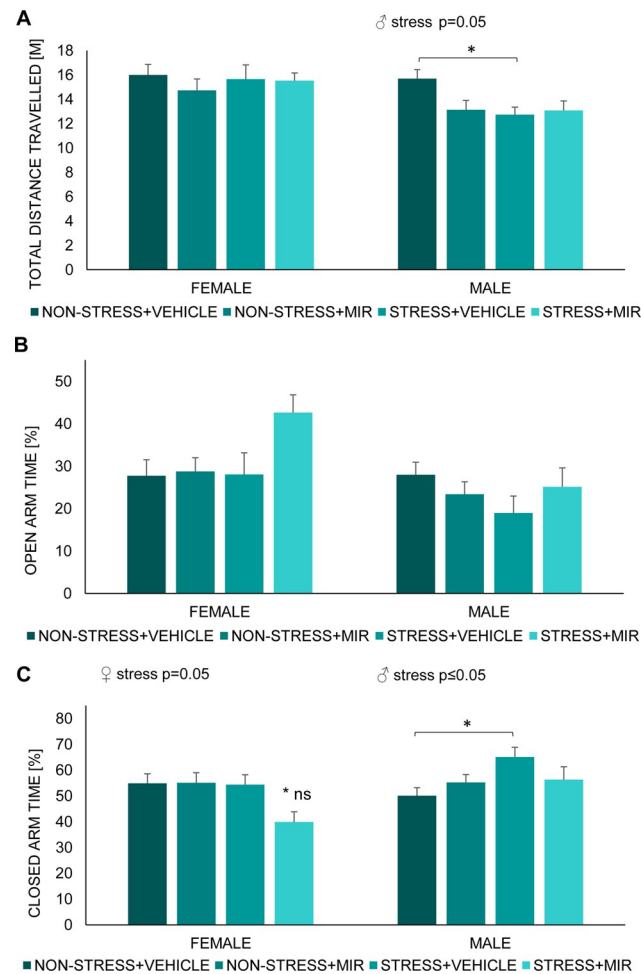 A
♂ stress p=0.05
TOTAL DISTANCE TRAVELLED [M]
18
16
14
12
10
8
6
4
2
0
*
FEMALE MALE
NON-STRESS+VEHICLE NON-STRESS+MIR STRESS+VEHICLE STRESS+MIR
B
OPEN ARM TIME [%]
50
40
30
20
10
0
FEMALE MALE
NON-STRESS+VEHICLE NON-STRESS+MIR STRESS+VEHICLE STRESS+MIR
C
♀ stress p=0.05 ♂ stress p≤0.05
CLOSED ARM TIME [%]
80
70
60
50
40
30
20
10
0
* ns
*
FEMALE MALE
NON-STRESS+VEHICLE NON-STRESS+MIR STRESS+VEHICLE STRESS+MIR